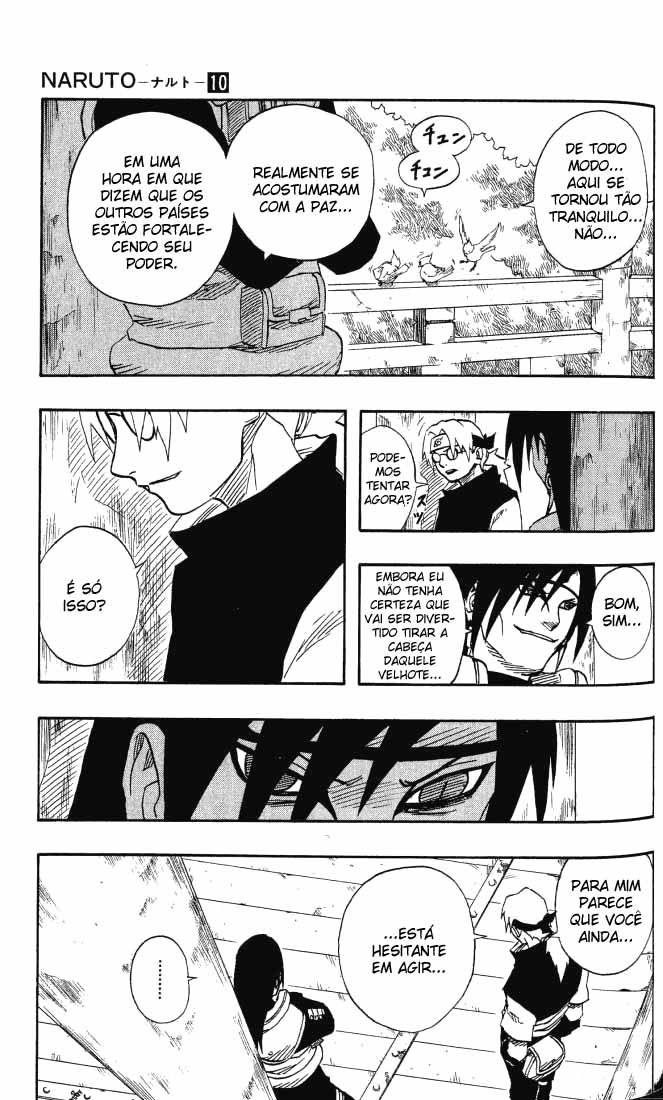 NARUTO－ナルト－10
DE TODO
MODO...
AQUI SE
TORNOU TÃO
TRANQUILO...
NÃO...
チュン
チュン
REALMENTE SE
ACOSTUMARAM
COM A PAZ...
EM UMA
HORA EM QUE
DIZEM QUE OS
OUTROS PAÍSES
ESTÃO FORTALE-
CENDO SEU
PODER.
PODE-
MOS
TENTAR
AGORA?
スッ
BOM,
SIM...
EMBORA EU
NÃO TENHA
CERTEZA QUE
VAI SER DIVER-
TIDO TIRAR A
CABEÇA
DAQUELE
VELHOTE...
É SÓ
ISSO?
PARA MIM
PARECE
QUE VOCÊ
AINDA...
...ESTÁ
HESITANTE
EM AGIR...
.........